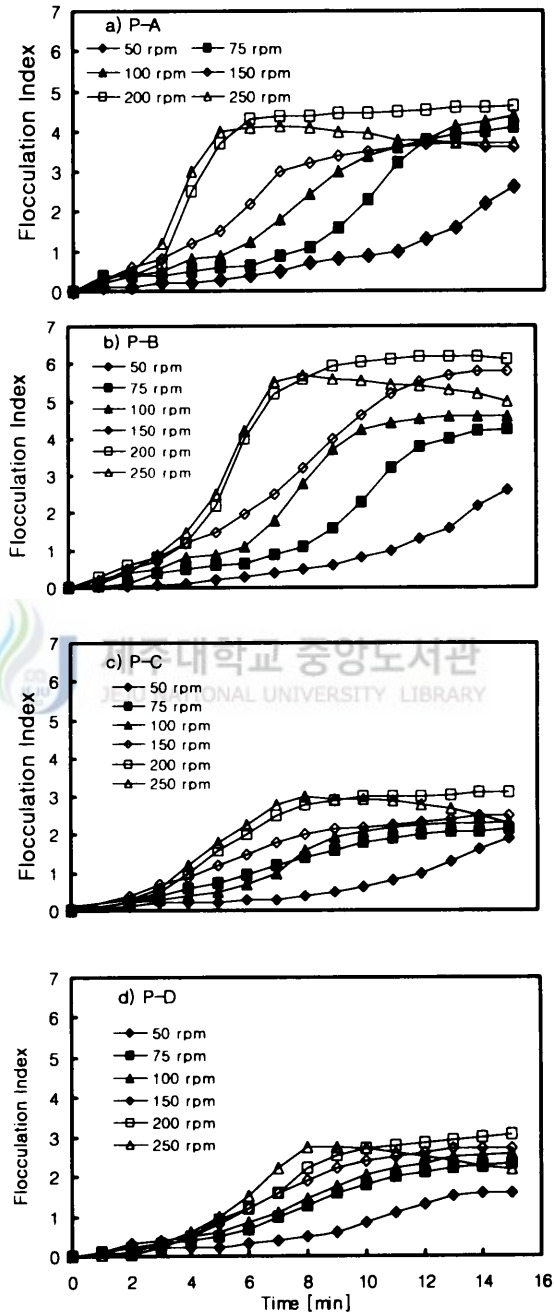 a) P-A
50 rpm 75 rpm
100 rpm 150 rpm
200 rpm 250 rpm
Flocculation Index
7
6
5
4
3
2
1
0
b) P-B
50 rpm
75 rpm
100 rpm
150 rpm
200 rpm
250 rpm
Flocculation Index
7
6
5
4
3
2
1
0
제주대학교 중앙도서관
JEJU NATIONAL UNIVERSITY LIBRARY
c) P-C
50 rpm
75 rpm
100 rpm
150 rpm
200 rpm
250 rpm
Flocculation Index
7
6
5
4
3
2
1
0
d) P-D
50 rpm
75 rpm
100 rpm
150 rpm
200 rpm
250 rpm
Flocculation Index
7
6
5
4
3
2
1
0
0 2 4 6 8 10 12 14 16
Time [min]